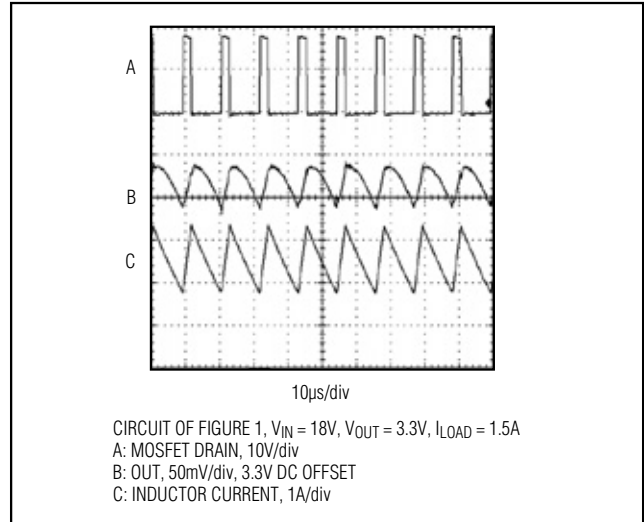 A
B
C
10µs/div
CIRCUIT OF FIGURE 1, VIN = 18V, VOUT = 3.3V, ILOAD = 1.5A
A: MOSFET DRAIN, 10V/div
B: OUT, 50mV/div, 3.3V DC OFFSET
C: INDUCTOR CURRENT, 1A/div